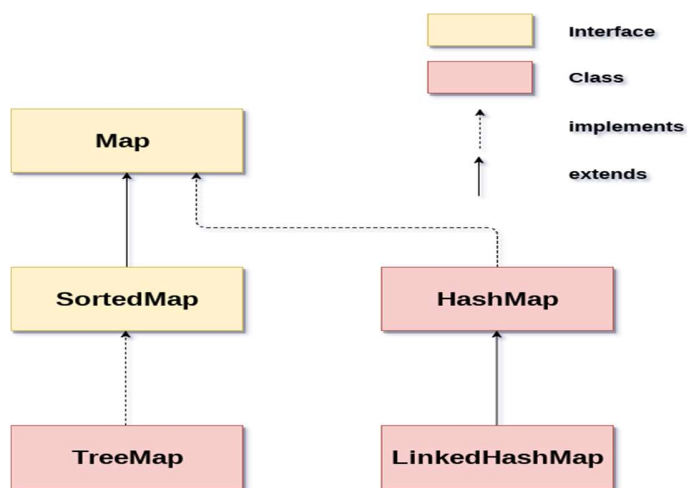 Interface
Class
implements
extends
Map
SortedMap
HashMap
TreeMap
LinkedHashMap